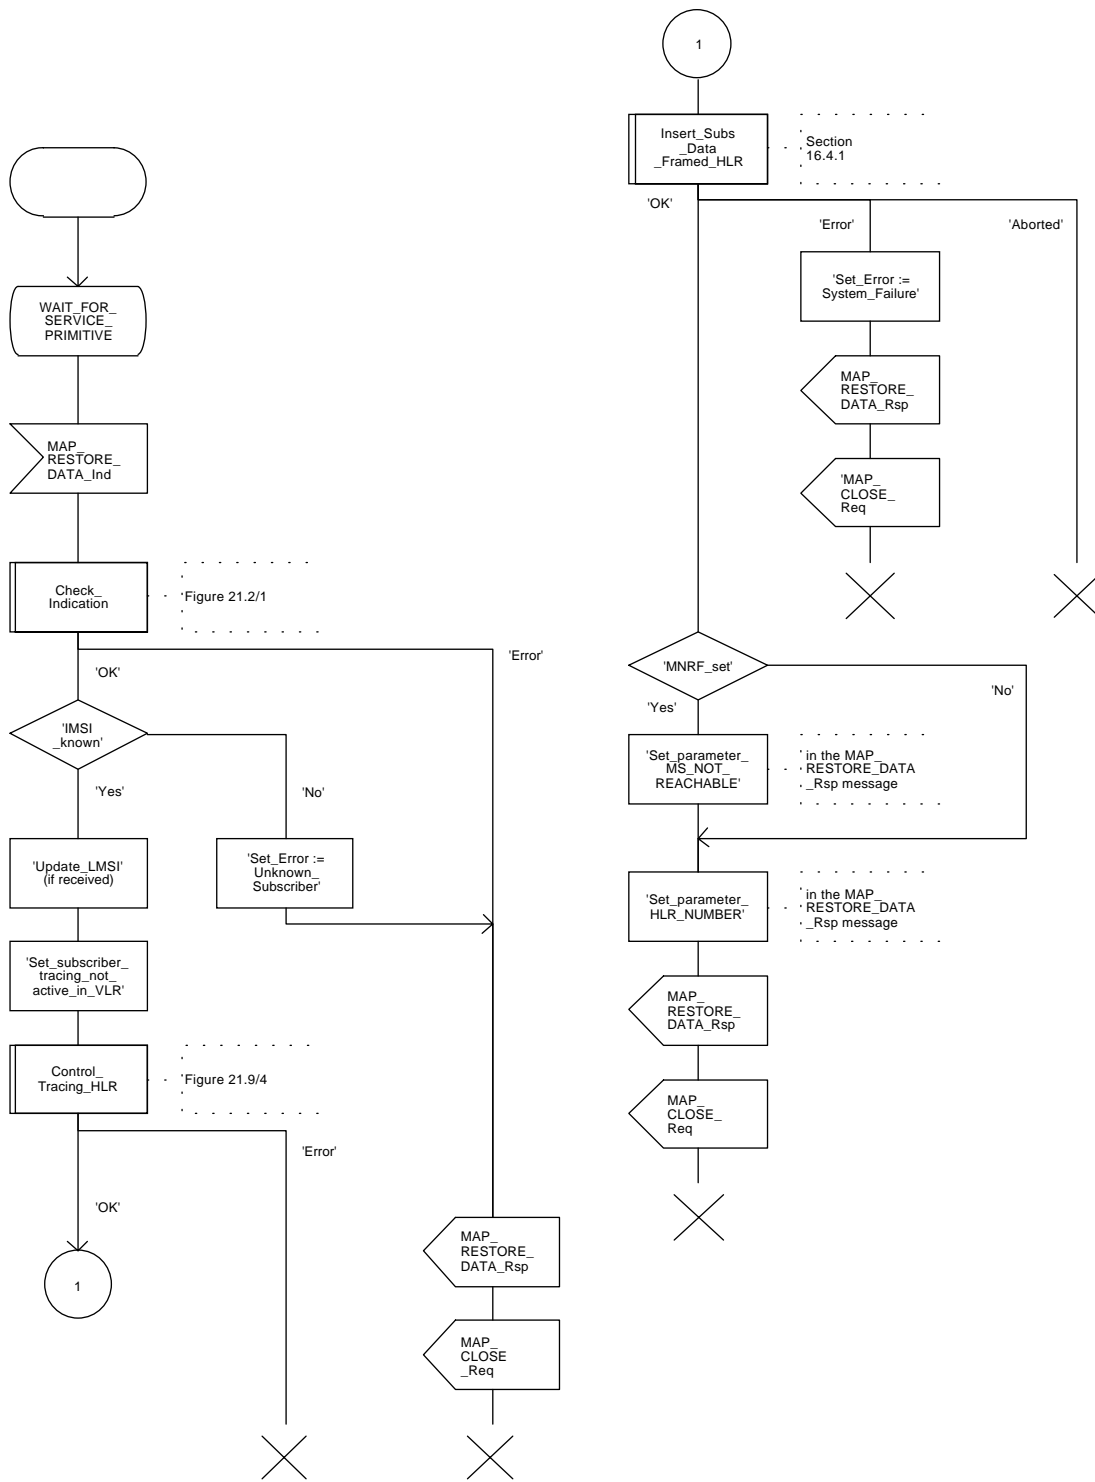 WAIT_FOR_
SERVICE_
PRIMITIVE
MAP_
RESTORE_
DATA_Ind
Check_
Indication
Figure 21.2/1
'OK'
'Error'
'IMSI
_known'
'Yes'
'No'
'Update_LMSI'
(if received)
'Set_Error :=
Unknown_
Subscriber'
'Set_subscriber_
tracing_not_
active_in_VLR'
Control_
Tracing_HLR
Figure 21.9/4
'Error'
'OK'
1
MAP_
RESTORE_
DATA_Rsp
MAP_
CLOSE
_Req
1
Insert_Subs
_Data
_Framed_HLR
Section
16.4.1
'OK'
'Error'
'Aborted'
'Set_Error :=
System_Failure'
MAP_
RESTORE_
DATA_Rsp
'MAP_
CLOSE_
Req
'MNRF_set'
'Yes'
'No'
'Set_parameter_
MS_NOT_
REACHABLE'
in the MAP_
RESTORE_DATA
_Rsp message
'Set_parameter_
HLR_NUMBER'
in the MAP_
RESTORE_DATA
_Rsp message
MAP_
RESTORE_
DATA_Rsp
MAP_
CLOSE_
Req